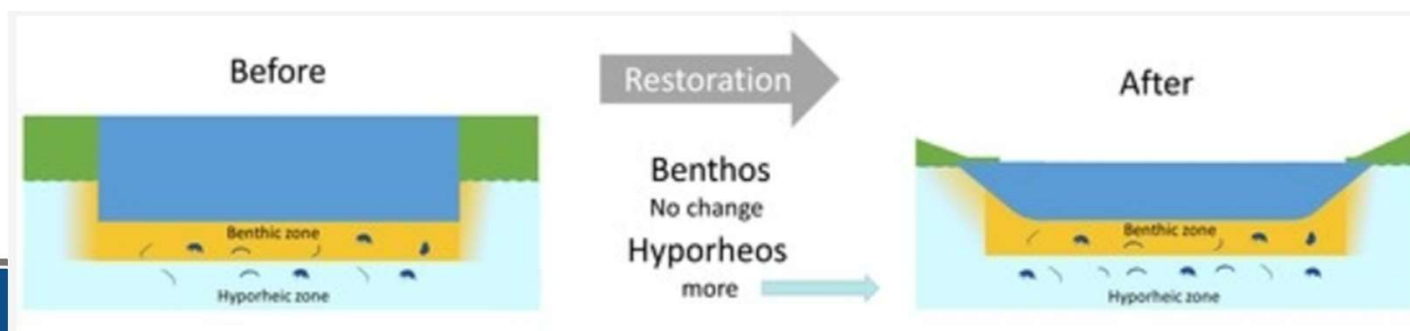 Before
Benthic zone
Hyporheic zone
Restoration
Benthos
No change
Hyporheos
more
After
Benthic zone
Hyporheic zone